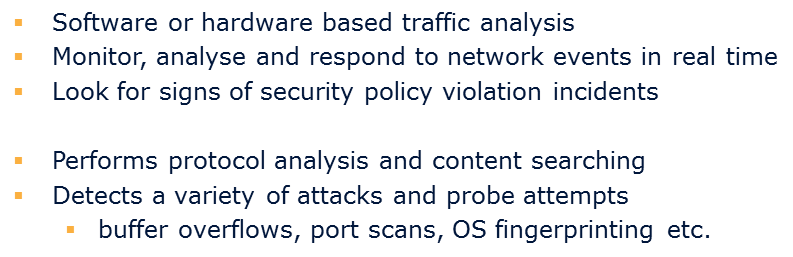 ▪ Software or hardware based traffic analysis
▪ Monitor, analyse and respond to network events in real time
▪ Look for signs of security policy violation incidents
▪ Performs protocol analysis and content searching
▪ Detects a variety of attacks and probe attempts
▪ buffer overflows, port scans, OS fingerprinting etc.